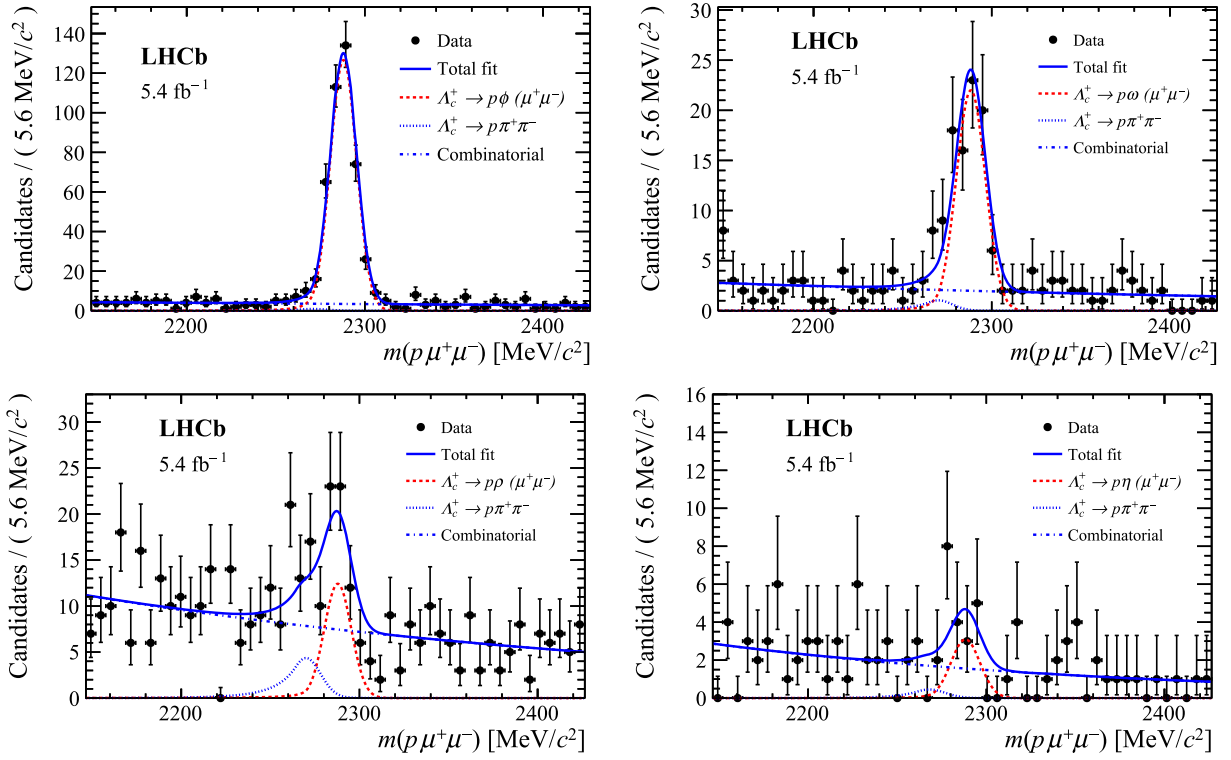 Candidates / ( 5.6 MeV/c²)
140
120
100
80
60
40
20
0
LHCb
5.4 fb⁻¹
Data
Total fit
Λc⁺ → pϕ (μ⁺μ⁻)
Λc⁺ → pπ⁺π⁻
Combinatorial
2200 2300 2400
m(pμ⁺μ⁻) [MeV/c²]
Candidates / ( 5.6 MeV/c²)
30
25
20
15
10
5
0
LHCb
5.4 fb⁻¹
Data
Total fit
Λc⁺ → pω (μ⁺μ⁻)
Λc⁺ → pπ⁺π⁻
Combinatorial
2200 2300 2400
m(pμ⁺μ⁻) [MeV/c²]
Candidates / ( 5.6 MeV/c²)
30
25
20
15
10
5
0
LHCb
5.4 fb⁻¹
Data
Total fit
Λc⁺ → pρ (μ⁺μ⁻)
Λc⁺ → pπ⁺π⁻
Combinatorial
2200 2300 2400
m(pμ⁺μ⁻) [MeV/c²]
Candidates / ( 5.6 MeV/c²)
16
14
12
10
8
6
4
2
0
LHCb
5.4 fb⁻¹
Data
Total fit
Λc⁺ → pη (μ⁺μ⁻)
Λc⁺ → pπ⁺π⁻
Combinatorial
2200 2300 2400
m(pμ⁺μ⁻) [MeV/c²]